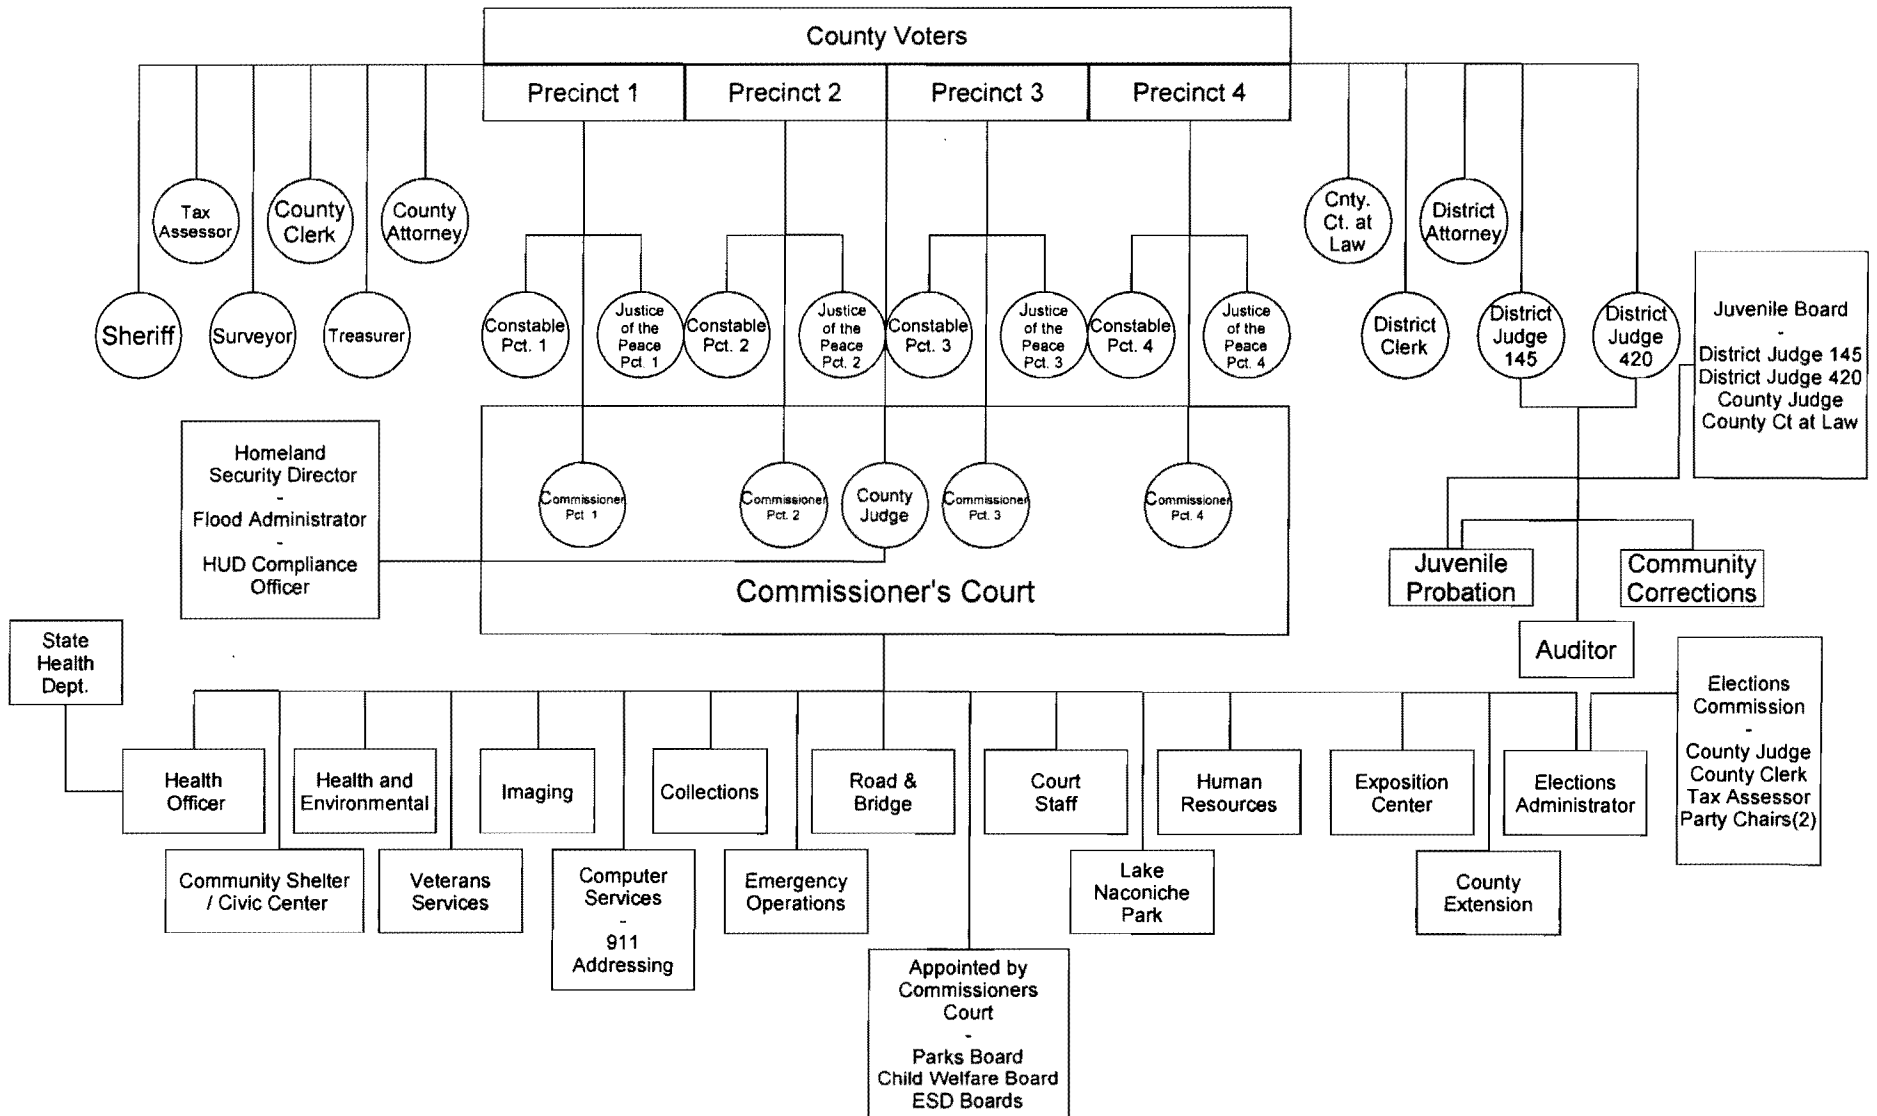 County Voters
Precinct 1
Precinct 2
Precinct 3
Precinct 4
Tax
Assessor
County
Clerk
County
Attorney
Cnty.
Ct. at
Law
District
Attorney
Sheriff
Surveyor
Treasurer
Constable
Pct. 1
Justice
of the
Peace
Pct. 1
Constable
Pct. 2
Justice
of the
Peace
Pct. 2
Constable
Pct. 3
Justice
of the
Peace
Pct. 3
Constable
Pct. 4
Justice
of the
Peace
Pct. 4
District
Clerk
District
Judge
145
District
Judge
420
Juvenile Board
-
District Judge 145
District Judge 420
County Judge
County Ct at Law
Homeland
Security Director
-
Flood Administrator
-
HUD Compliance
Officer
Commissioner
Pct. 1
Commissioner
Pct. 2
County
Judge
Commissioner
Pct. 3
Commissioner
Pct. 4
Commissioner's Court
Juvenile
Probation
Community
Corrections
Auditor
State
Health
Dept.
Elections
Commission
-
County Judge
County Clerk
Tax Assessor
Party Chairs(2)
Health
Officer
Health and
Environmental
Imaging
Collections
Road &
Bridge
Court
Staff
Human
Resources
Exposition
Center
Elections
Administrator
Community Shelter
/ Civic Center
Veterans
Services
Computer
Services
-
911
Addressing
Emergency
Operations
Lake
Naconiche
Park
County
Extension
Appointed by
Commissioners
Court
-
Parks Board
Child Welfare Board
ESD Boards